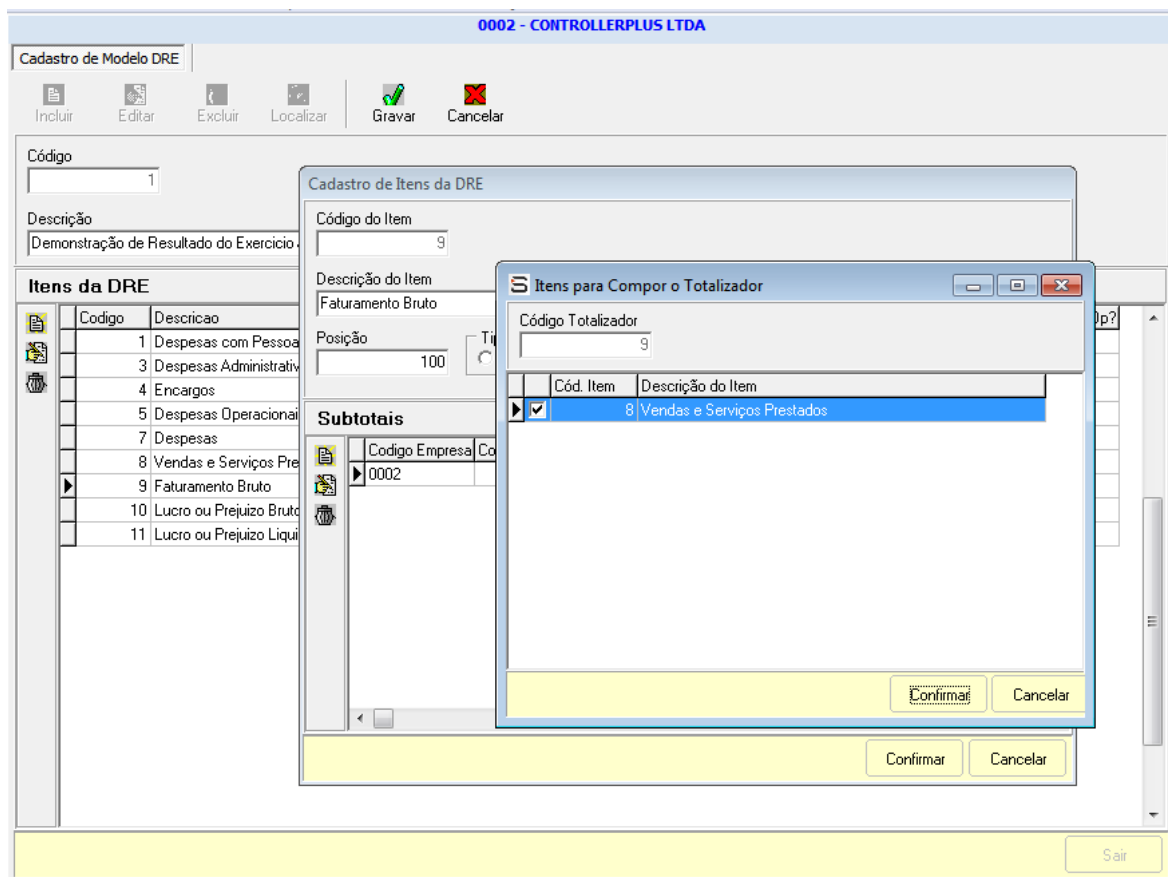 0002 - CONTROLLERPLUS LTDA
Cadastro de Modelo DRE
Incluir Editar Excluir Localizar Gravar Cancelar
Código
1
Descrição
Demonstração de Resultado do Exercicio
Itens da DRE
Codigo Descricao Op?
1 Despesas com Pessoa
3 Despesas Administrativ
4 Encargos
5 Despesas Operacionai
7 Despesas
8 Vendas e Serviços Pre
9 Faturamento Bruto
10 Lucro ou Prejuizo Bruto
11 Lucro ou Prejuizo Liqui
Cadastro de Itens da DRE
Código do Item
9
Descrição do Item
Faturamento Bruto
Posição Ti
100
Subtotais
Codigo Empresa Co
0002
Confirmar Cancelar
Itens para Compor o Totalizador
Código Totalizador
9
Cód. Item Descrição do Item
8 Vendas e Serviços Prestados
Confirmar Cancelar
Sair